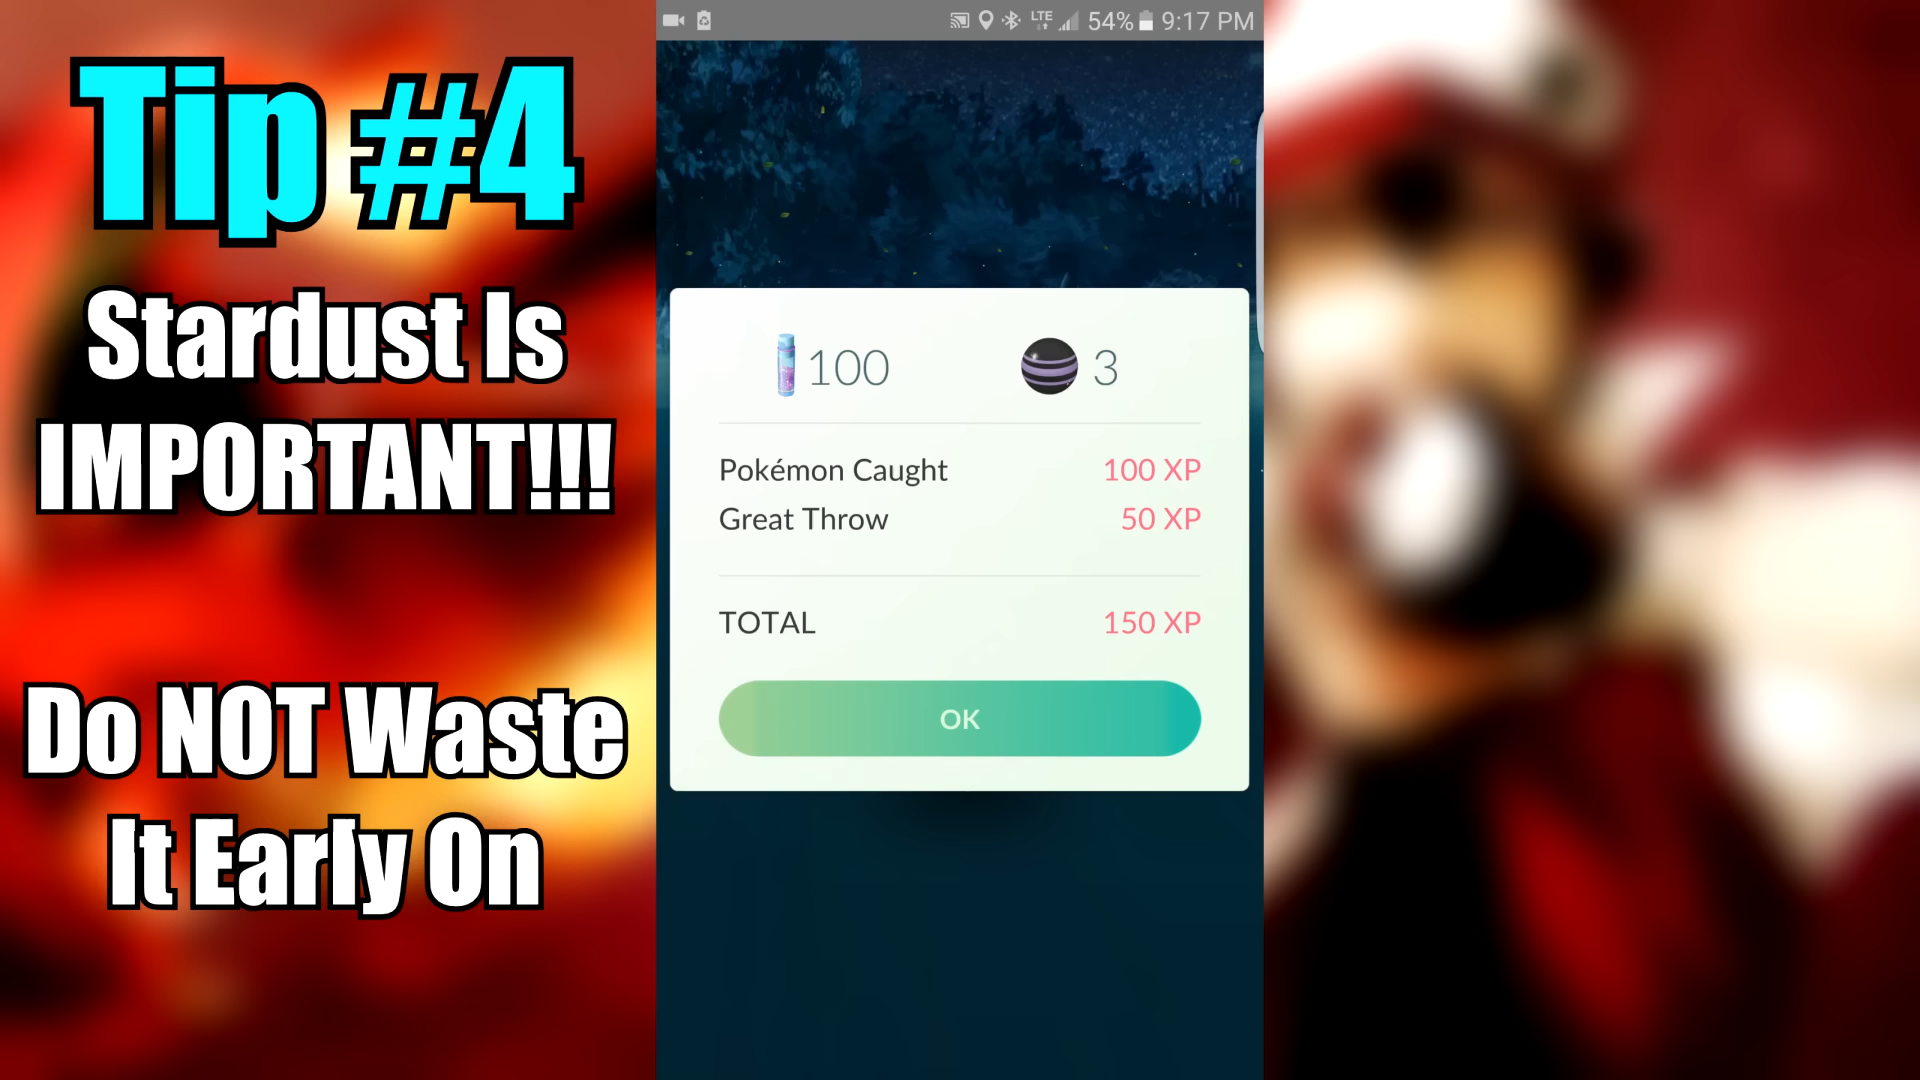 Tip #4
Stardust Is
IMPORTANT!!!
Do NOT Waste
It Early On
LTE 54% 9:17 PM
100 3
Pokémon Caught 100 XP
Great Throw 50 XP
TOTAL 150 XP
OK